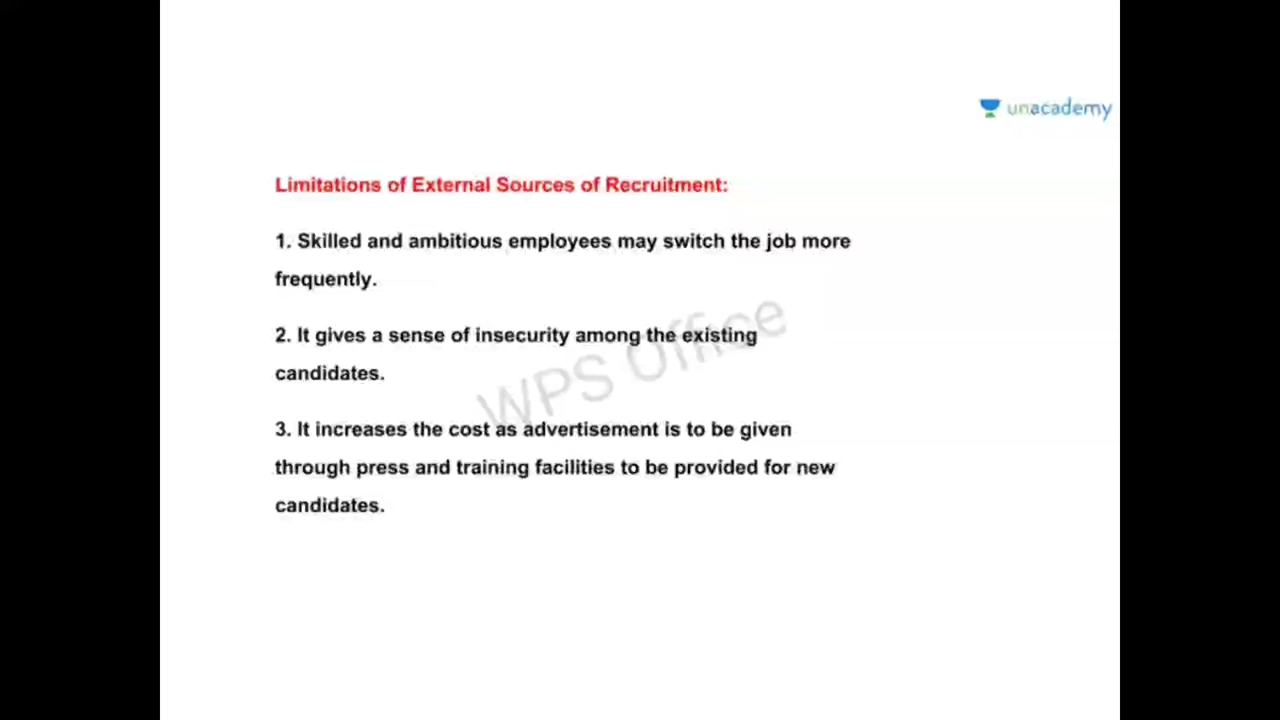 unacademy
Limitations of External Sources of Recruitment:
1. Skilled and ambitious employees may switch the job more
frequently.
2. It gives a sense of insecurity among the existing
candidates.
WPS Office
3. It increases the cost as advertisement is to be given
through press and training facilities to be provided for new
candidates.